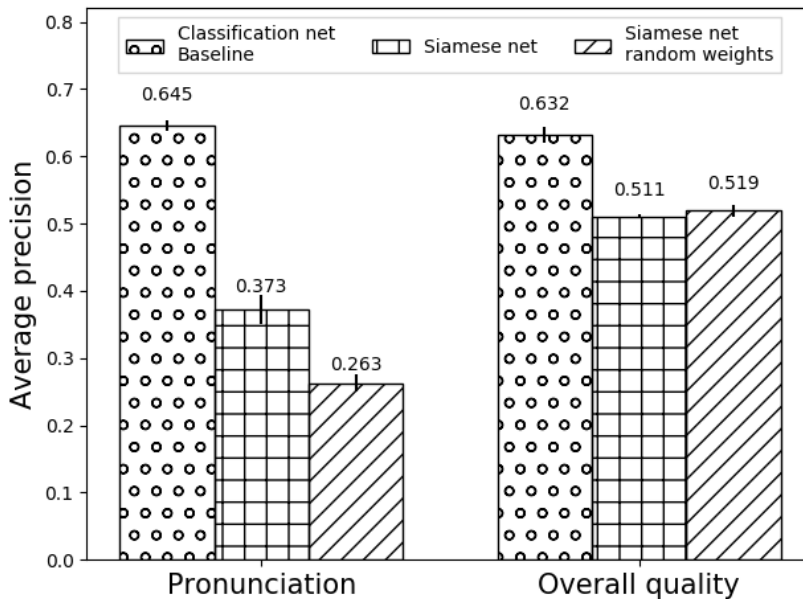 Classification net
Baseline
Siamese net
Siamese net
random weights
Average precision
0.8
0.7
0.6
0.5
0.4
0.3
0.2
0.1
0.0
0.645
0.373
0.263
0.632
0.511
0.519
Pronunciation
Overall quality